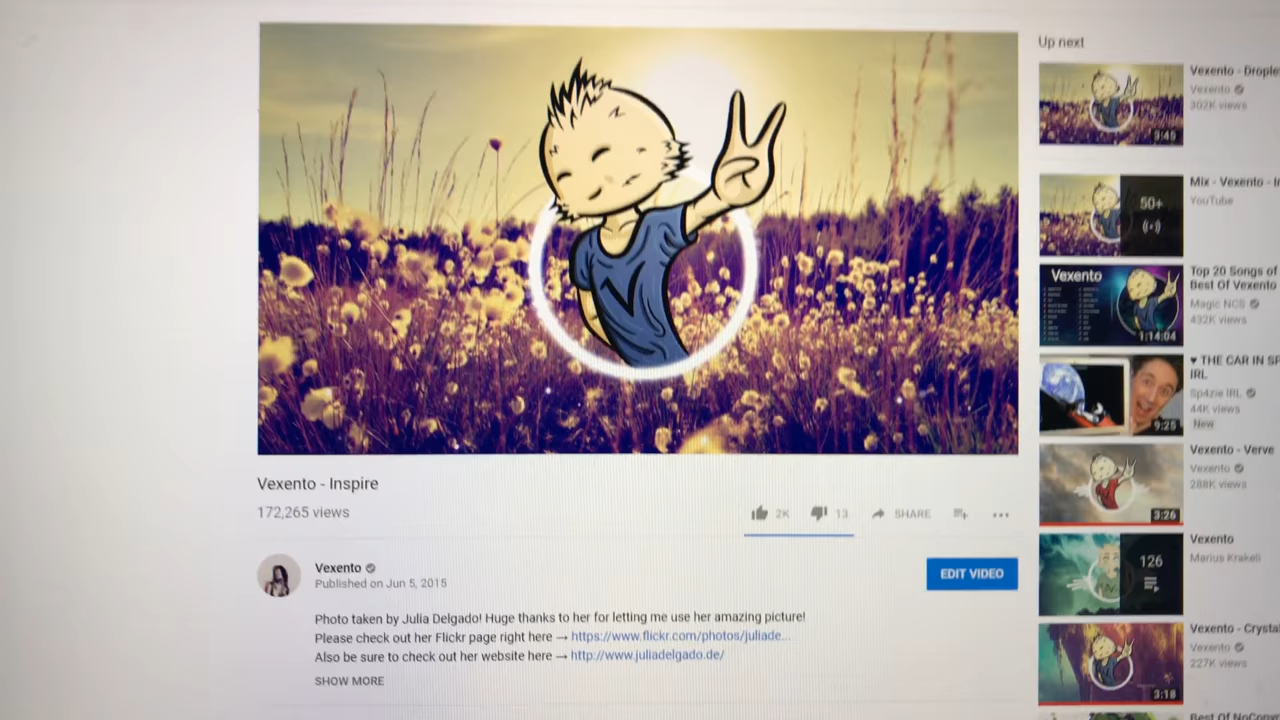 Up next
Vexento - Drople
Vexento
302K views
3:45
Mix - Vexento - I
YouTube
50+
Vexento
Top 20 Songs of
Best Of Vexento
Magic NCS
432K views
1:14:04
♥ THE CAR IN SP
IRL
Sp4zie IRL
44K views
New
9:25
Vexento - Verve
Vexento
288K views
3:26
Vexento
Marius Krakeli
126
Vexento - Crysta
Vexento
227K views
3:18
Vexento - Inspire
172,265 views
2K 13 SHARE
Vexento
Published on Jun 5, 2015
EDIT VIDEO
Photo taken by Julia Delgado! Huge thanks to her for letting me use her amazing picture!
Please check out her Flickr page right here → https://www.flickr.com/photos/juliade...
Also be sure to check out her website here → http://www.juliadelgado.de/
SHOW MORE